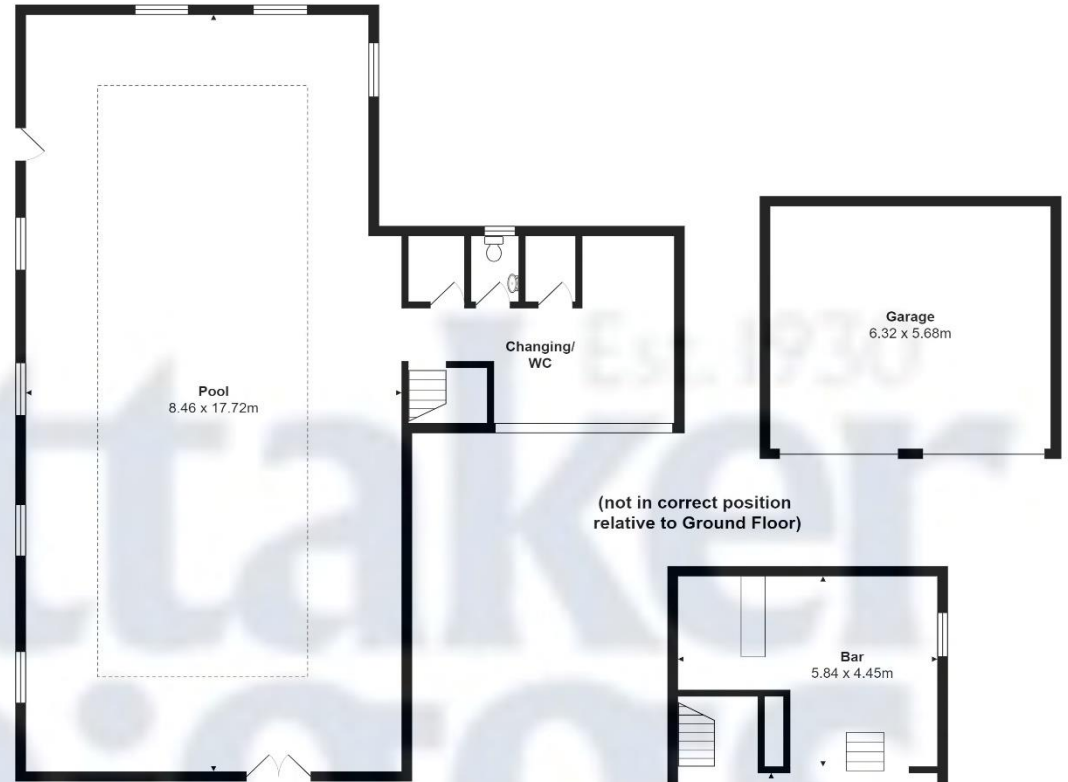 Pool
8.46 x 17.72m
Changing/
WC
Garage
6.32 x 5.68m
(not in correct position
relative to Ground Floor)
Bar
5.84 x 4.45m
Est. 1930
ttaker